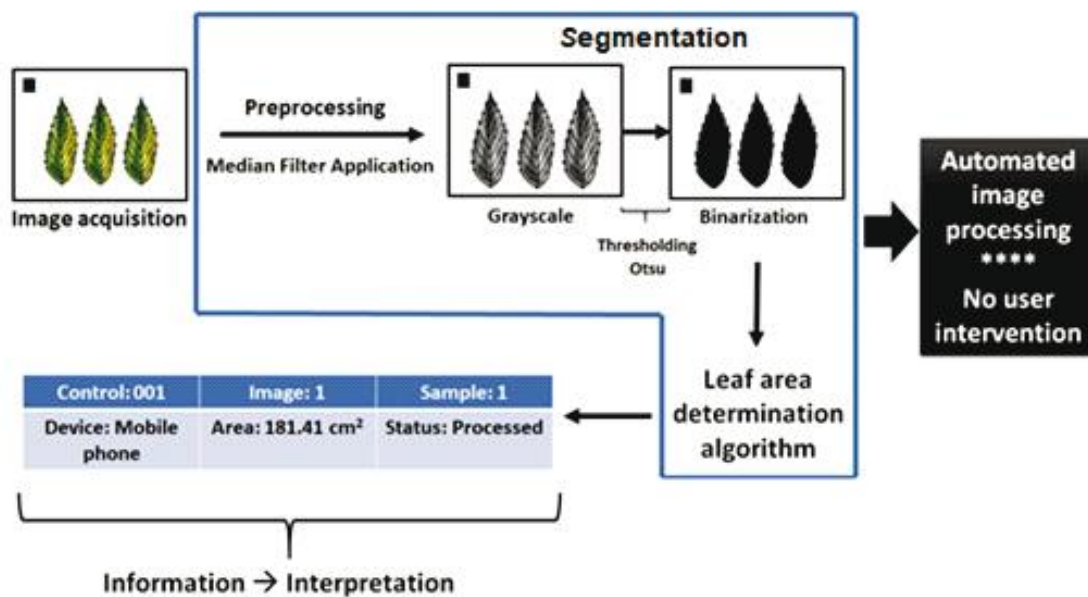 Segmentation
Preprocessing
Median Filter Application
Image acquisition
Grayscale
Binarization
Thresholding
Otsu
Automated
image
processing
****
No user
intervention
Leaf area
determination
algorithm
Control: 001 Image: 1 Sample: 1
Device: Mobile Area: 181.41 cm² Status: Processed
phone
Information → Interpretation